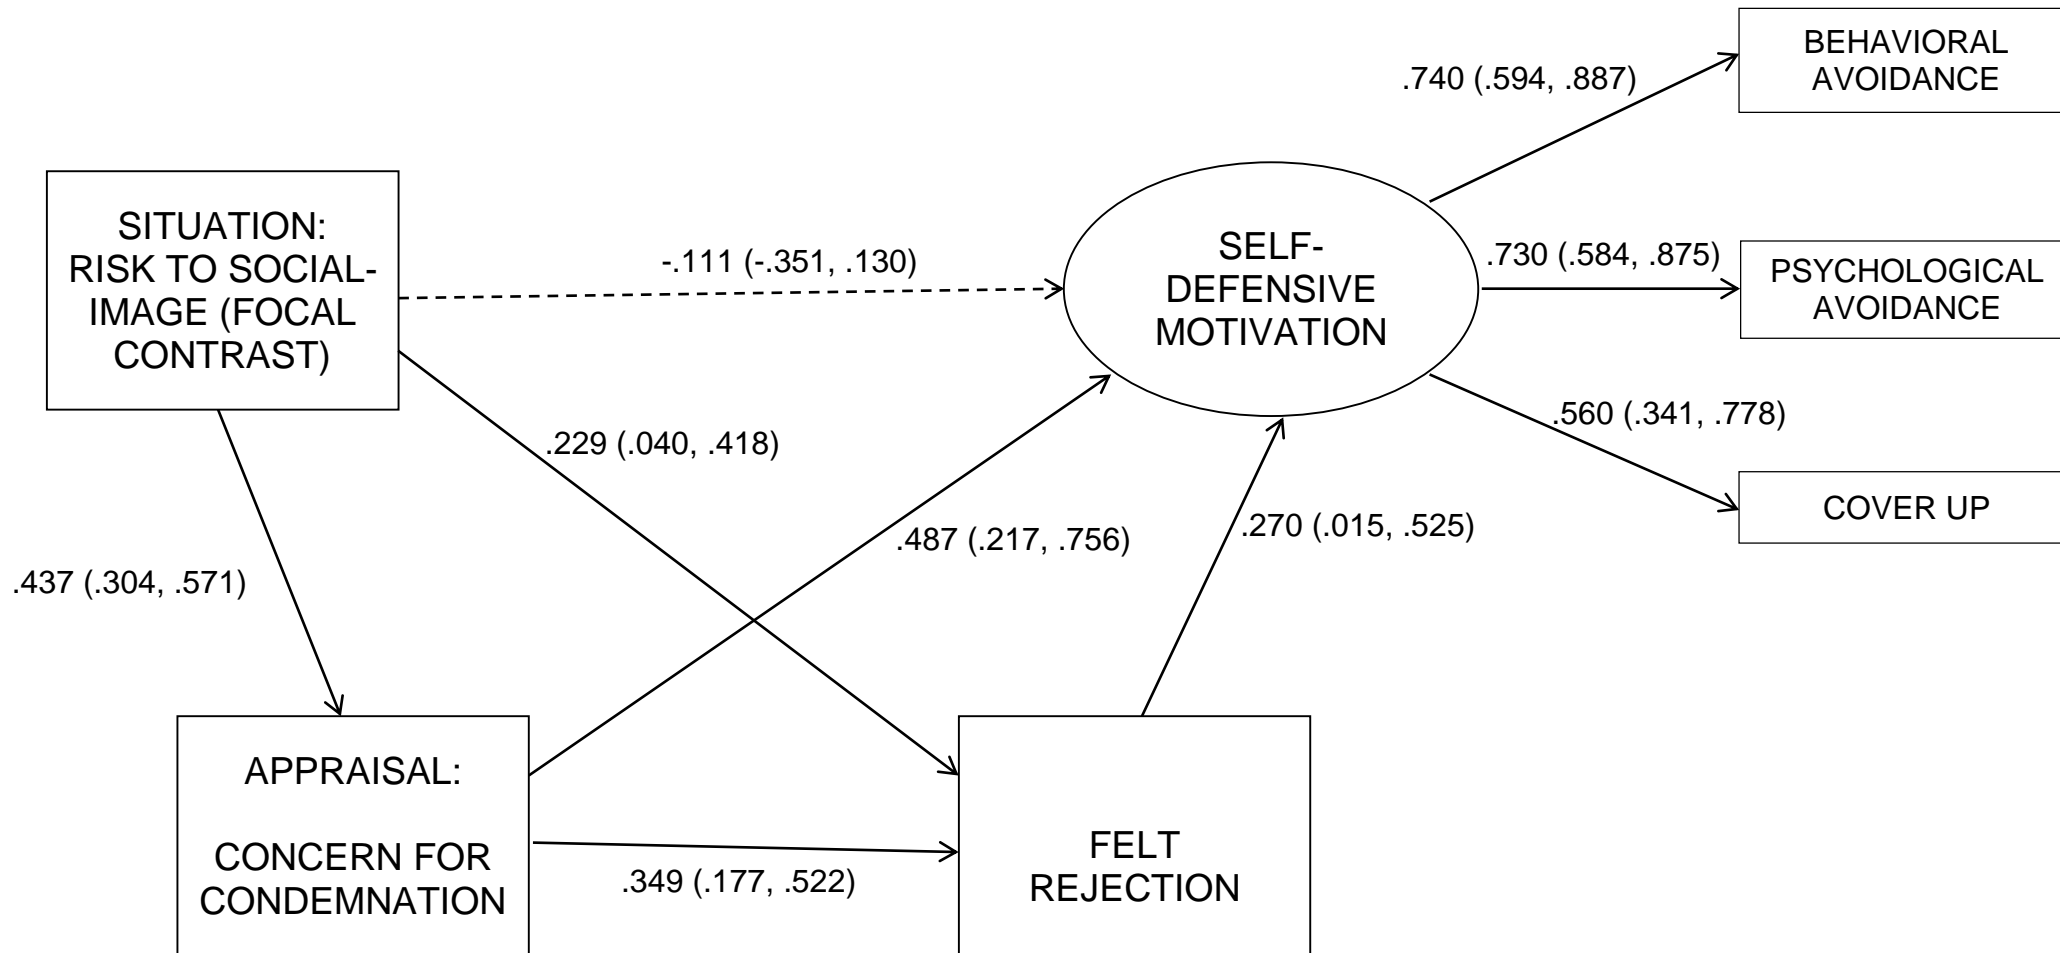 BEHAVIORAL
AVOIDANCE
.740 (.594, .887)
SITUATION:
RISK TO SOCIAL-
IMAGE (FOCAL
CONTRAST)
-.111 (-.351, .130)
SELF-
DEFENSIVE
MOTIVATION
.730 (.584, .875)
PSYCHOLOGICAL
AVOIDANCE
.229 (.040, .418)
.560 (.341, .778)
COVER UP
.487 (.217, .756)
.270 (.015, .525)
.437 (.304, .571)
APPRAISAL:
CONCERN FOR
CONDEMNATION
.349 (.177, .522)
FELT
REJECTION